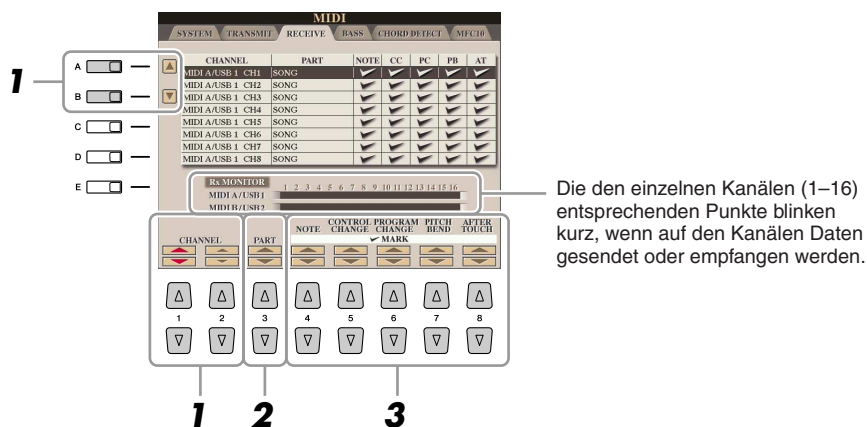 MIDI
SYSTEM TRANSMIT RECEIVE BASS CHORD DETECT MFC10
CHANNEL PART NOTE CC PC PB AT
MIDI A/USB 1 CH1 SONG
MIDI A/USB 1 CH2 SONG
MIDI A/USB 1 CH3 SONG
MIDI A/USB 1 CH4 SONG
MIDI A/USB 1 CH5 SONG
MIDI A/USB 1 CH6 SONG
MIDI A/USB 1 CH7 SONG
MIDI A/USB 1 CH8 SONG
A
B
C
D
E
1
Rx MONITOR 1 2 3 4 5 6 7 8 9 10 11 12 13 14 15 16
MIDI A/USB1
MIDI B/USB2
Die den einzelnen Kanälen (1–16)
entsprechenden Punkte blinken
kurz, wenn auf den Kanälen Daten
gesendet oder empfangen werden.
CHANNEL PART NOTE CONTROL CHANGE PROGRAM CHANGE PITCH BEND AFTER TOUCH
MARK
1 2 3 4 5 6 7 8
1 2 3